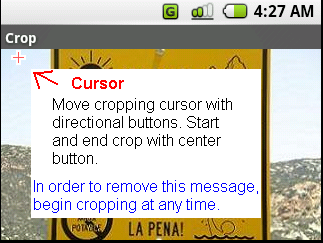 G 4:27 AM
Crop
Cursor
Move cropping cursor with
directional buttons. Start
and end crop with center
button.
In order to remove this message,
begin cropping at any time.
POTABLE
LA PENA!